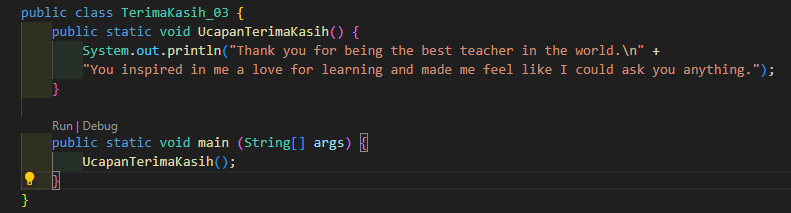 public class TerimaKasih_03 {
    public static void UcapanTerimaKasih() {
        System.out.println("Thank you for being the best teacher in the world.\n" +
        "You inspired in me a love for learning and made me feel like I could ask you anything.");
    }
    Run | Debug
    public static void main (String[] args) {
        UcapanTerimaKasih();
    }
}